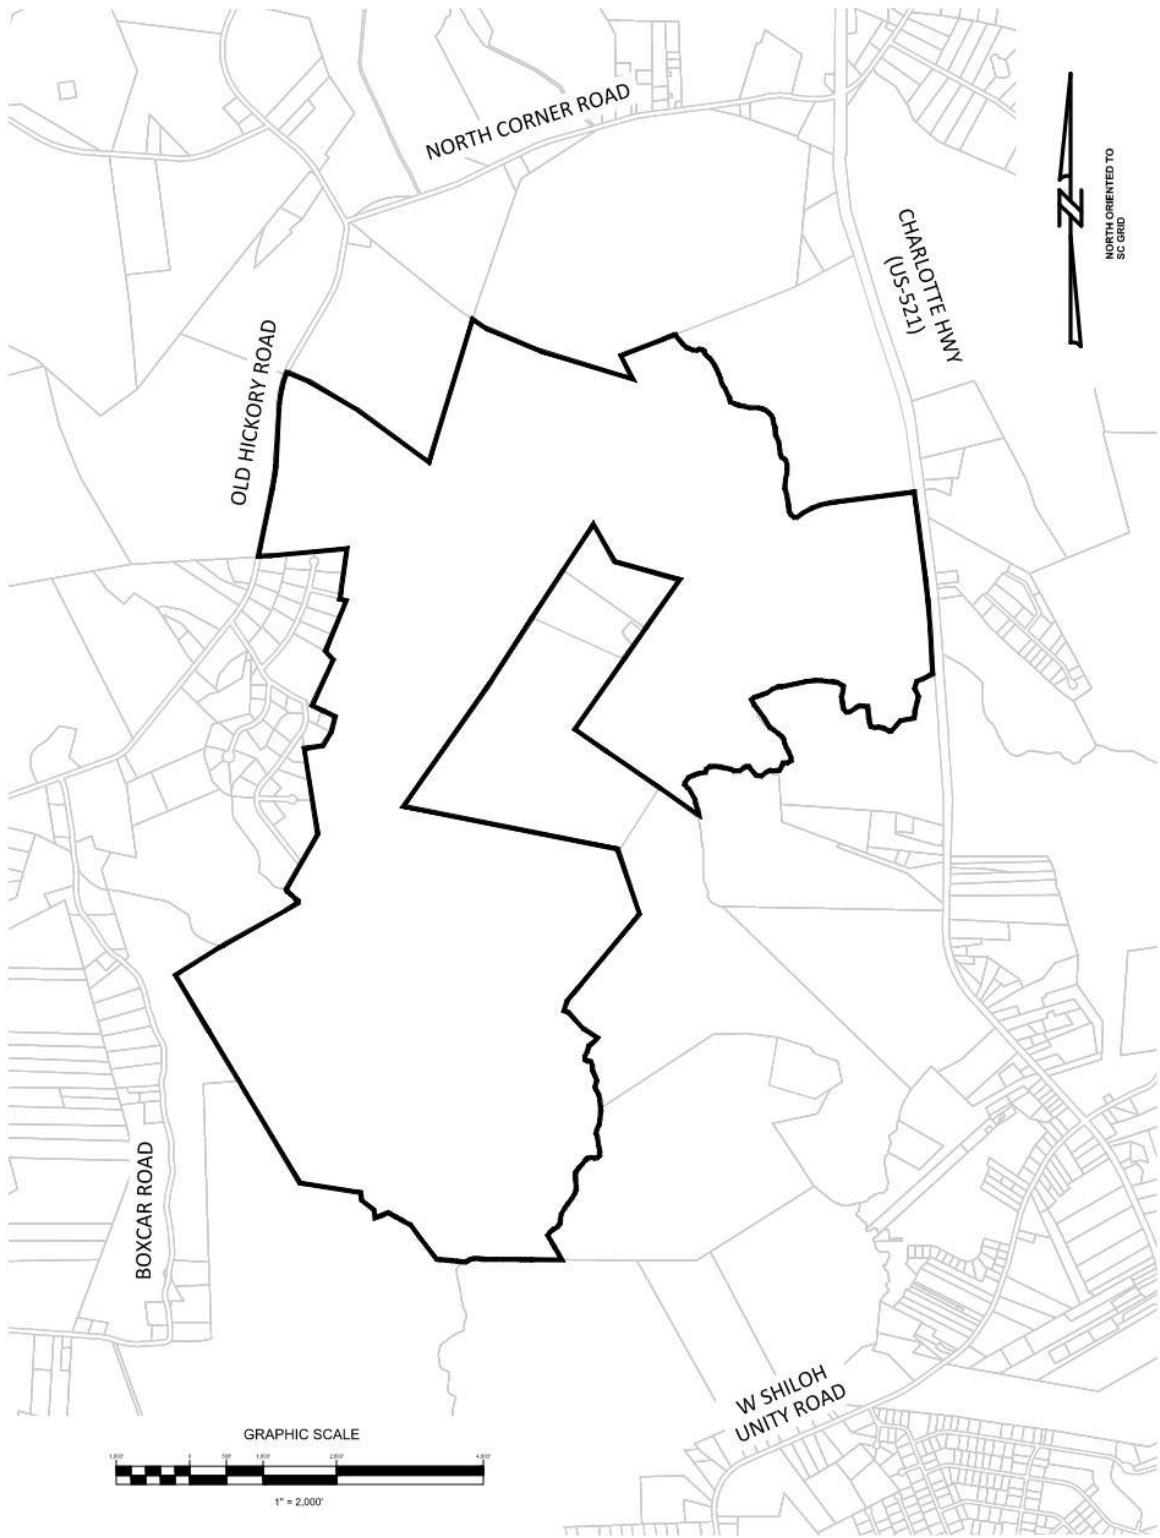 NORTH CORNER ROAD
CHARLOTTE HWY
(US-521)
NORTH ORIENTED TO
SC GRID
N
OLD HICKORY ROAD
BOXCAR ROAD
W SHILOH
UNITY ROAD
GRAPHIC SCALE
0
1" = 2,000'